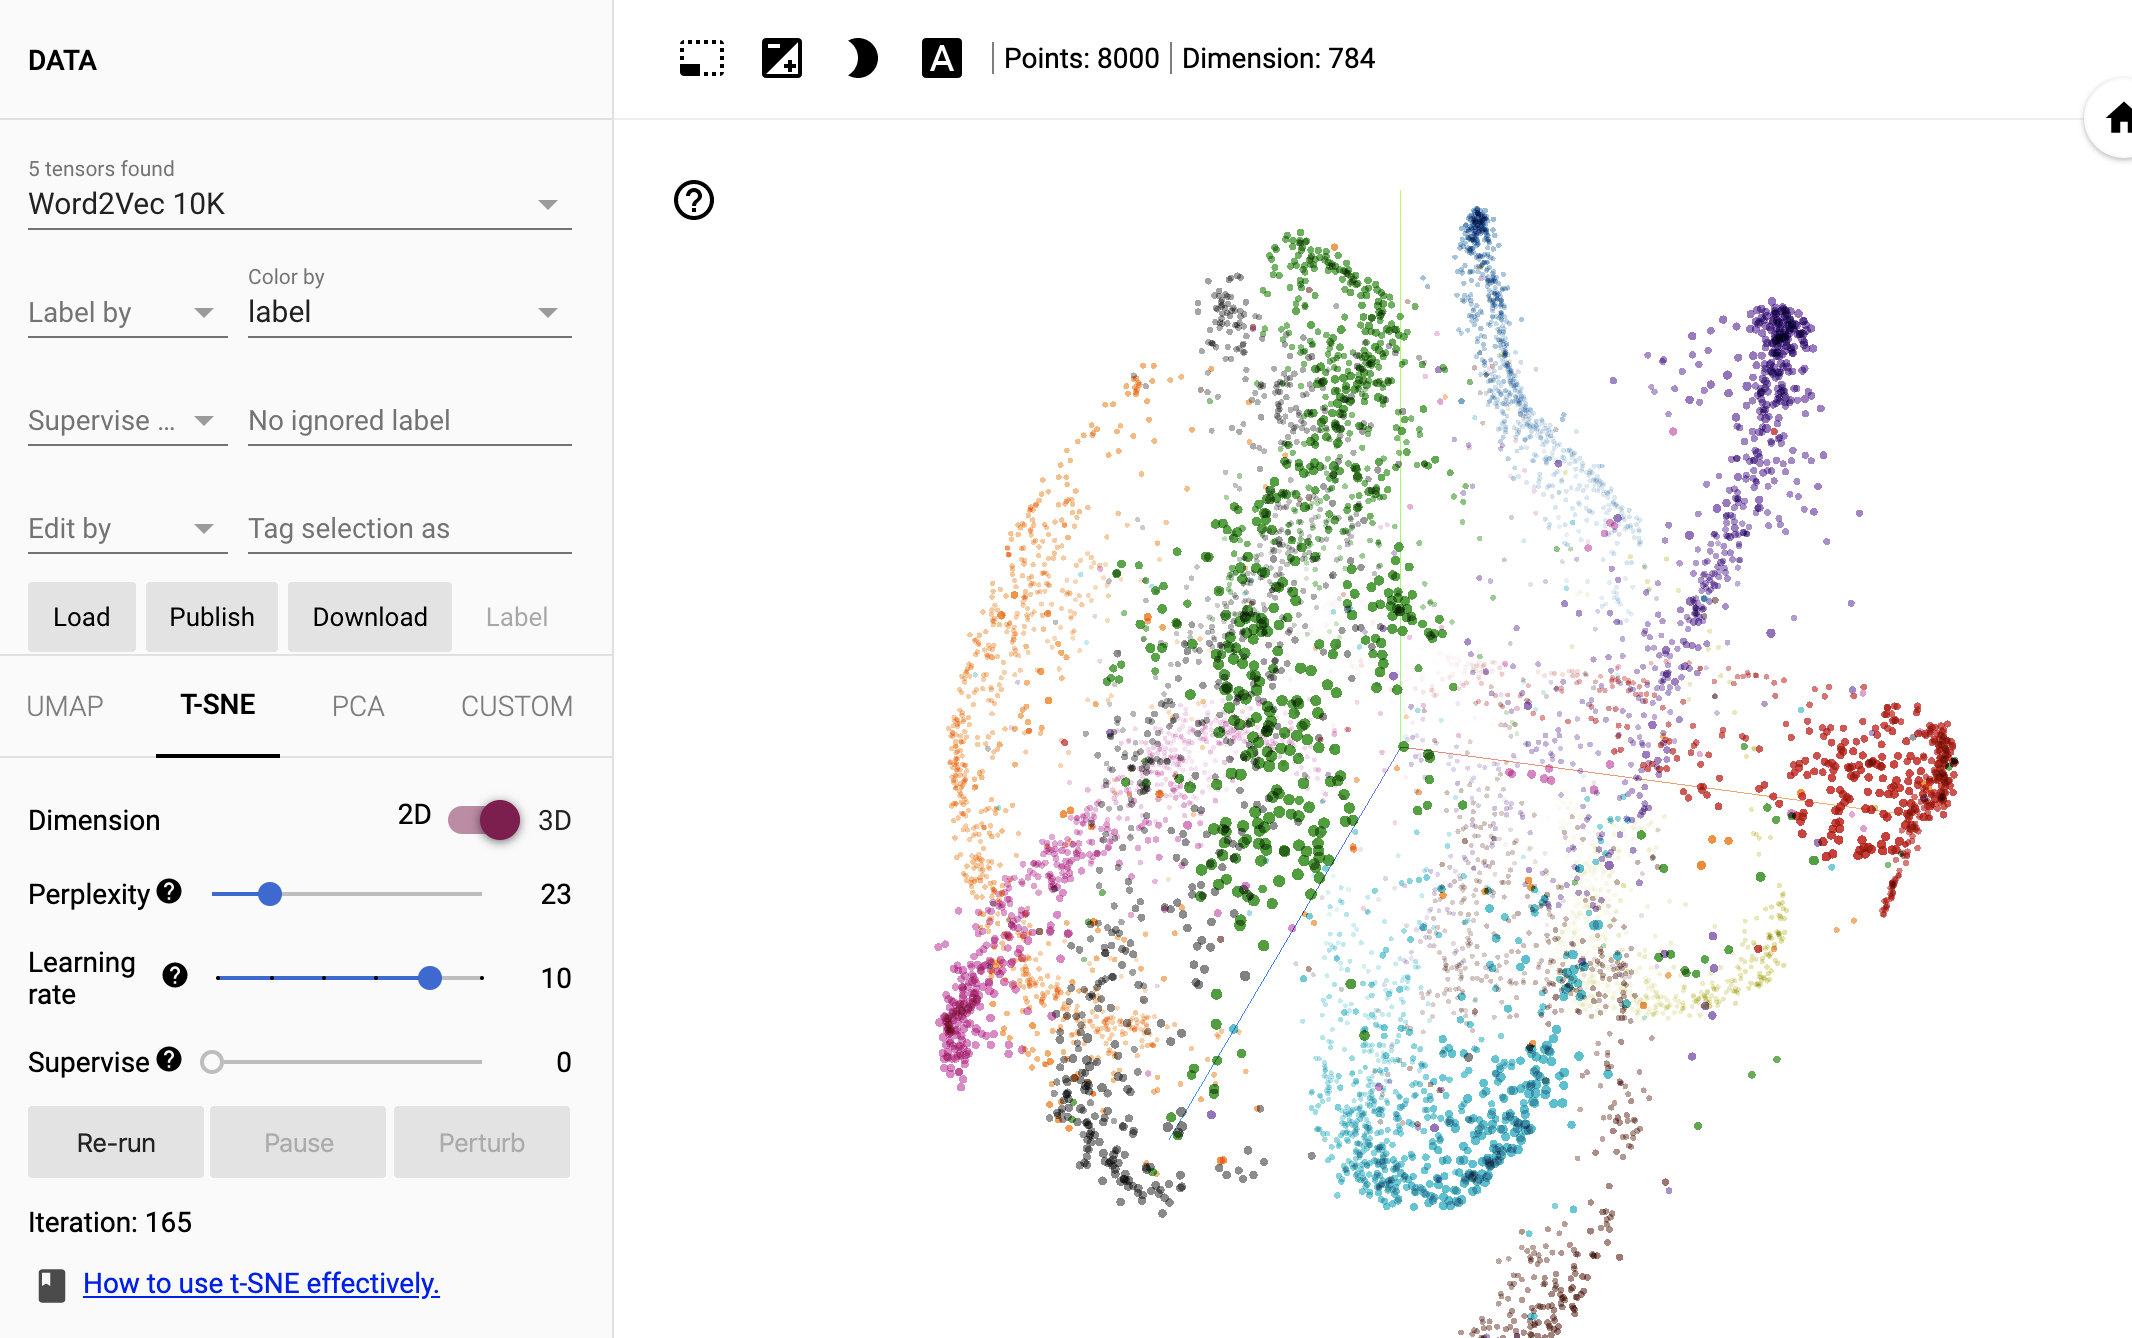 DATA
5 tensors found
Word2Vec 10K
Label by
Color by
label
Supervise ...
No ignored label
Edit by
Tag selection as
Load
Publish
Download
Label
UMAP
T-SNE
PCA
CUSTOM
Dimension
2D
3D
Perplexity
23
Learning
rate
10
Supervise
0
Re-run
Pause
Perturb
Iteration: 165
How to use t-SNE effectively.
A
Points: 8000
Dimension: 784